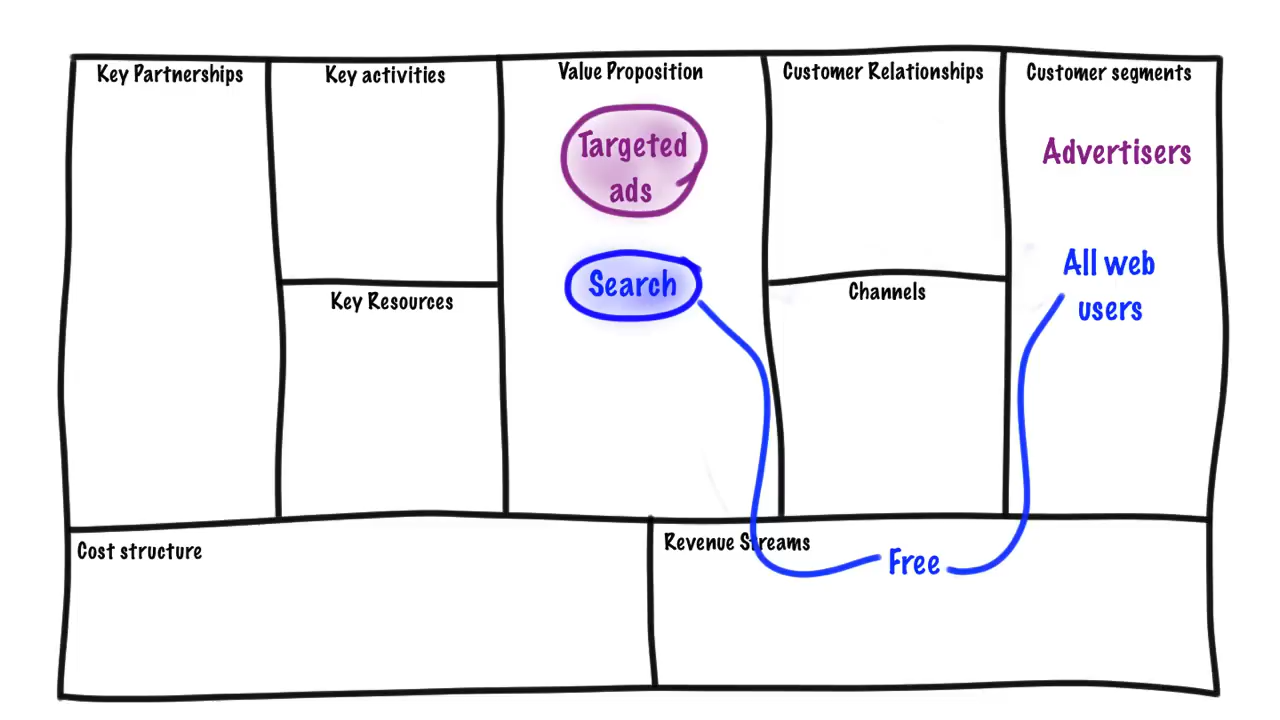 Key Partnerships
Key activities
Value Proposition
Customer Relationships
Customer segments
Targeted
ads
Advertisers
Search
All web
users
Key Resources
Channels
Cost structure
Revenue Streams
Free